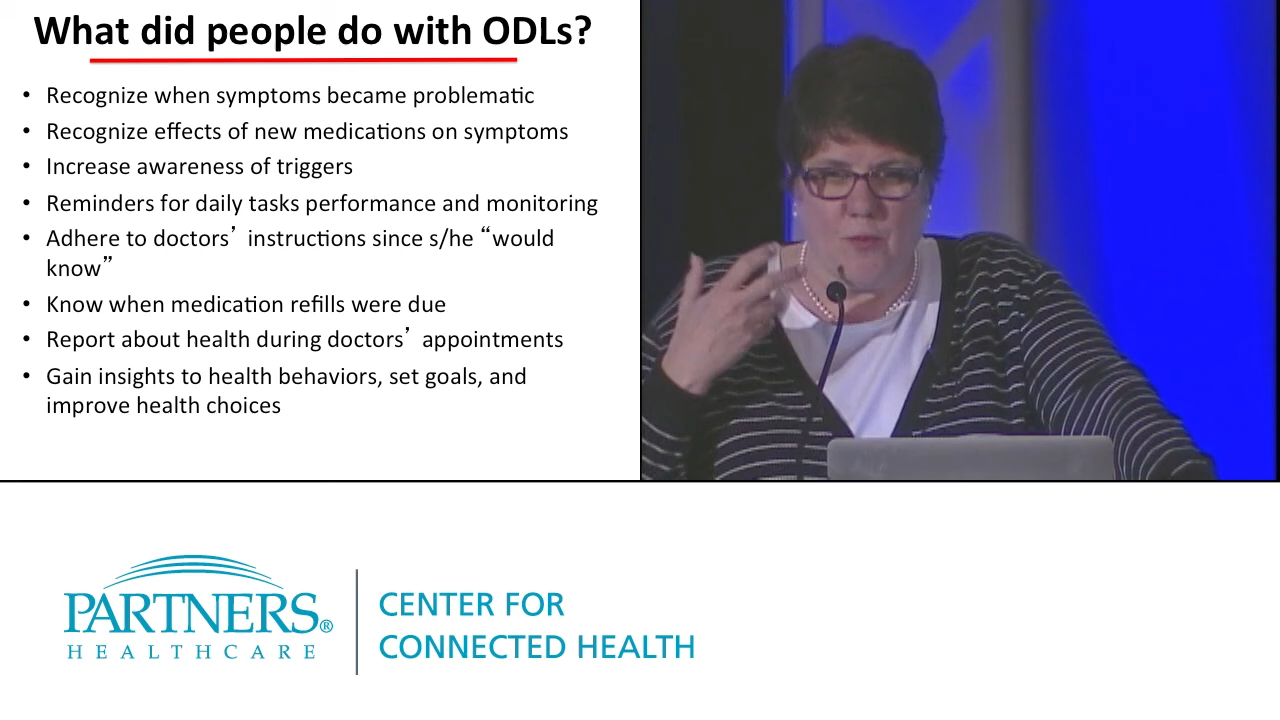 What did people do with ODLs?
• Recognize when symptoms became problematic
• Recognize effects of new medications on symptoms
• Increase awareness of triggers
• Reminders for daily tasks performance and monitoring
• Adhere to doctors’ instructions since s/he “would
know”
• Know when medication refills were due
• Report about health during doctors’ appointments
• Gain insights to health behaviors, set goals, and
improve health choices
PARTNERS®
HEALTHCARE
CENTER FOR
CONNECTED HEALTH